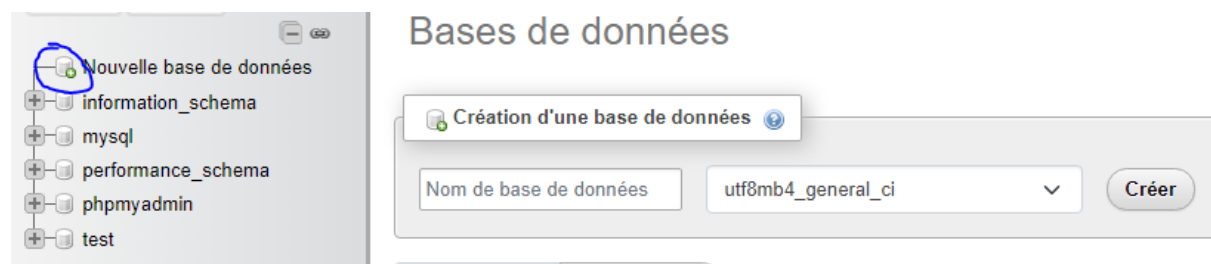 Nouvelle base de données
information_schema
mysql
performance_schema
phpmyadmin
test
Bases de données
Création d'une base de données
Nom de base de données
utf8mb4_general_ci
Créer